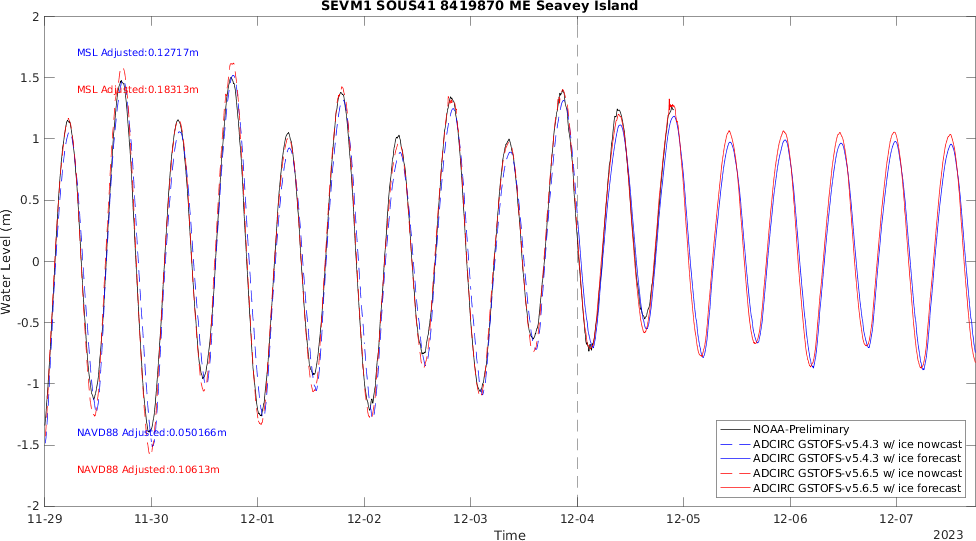 SEVM1 SOUS41 8419870 ME Seavey Island
2
1.5
1
0.5
0
-0.5
-1
-1.5
-2
Water Level (m)
MSL Adjusted:0.12717m
MSL Adjusted:0.18313m
NAVD88 Adjusted:0.050166m
NAVD88 Adjusted:0.10613m
NOAA-Preliminary
ADCIRC GSTOFS-v5.4.3 w/ ice nowcast
ADCIRC GSTOFS-v5.4.3 w/ ice forecast
ADCIRC GSTOFS-v5.6.5 w/ ice nowcast
ADCIRC GSTOFS-v5.6.5 w/ ice forecast
11-29 11-30 12-01 12-02 12-03 12-04 12-05 12-06 12-07
Time
2023